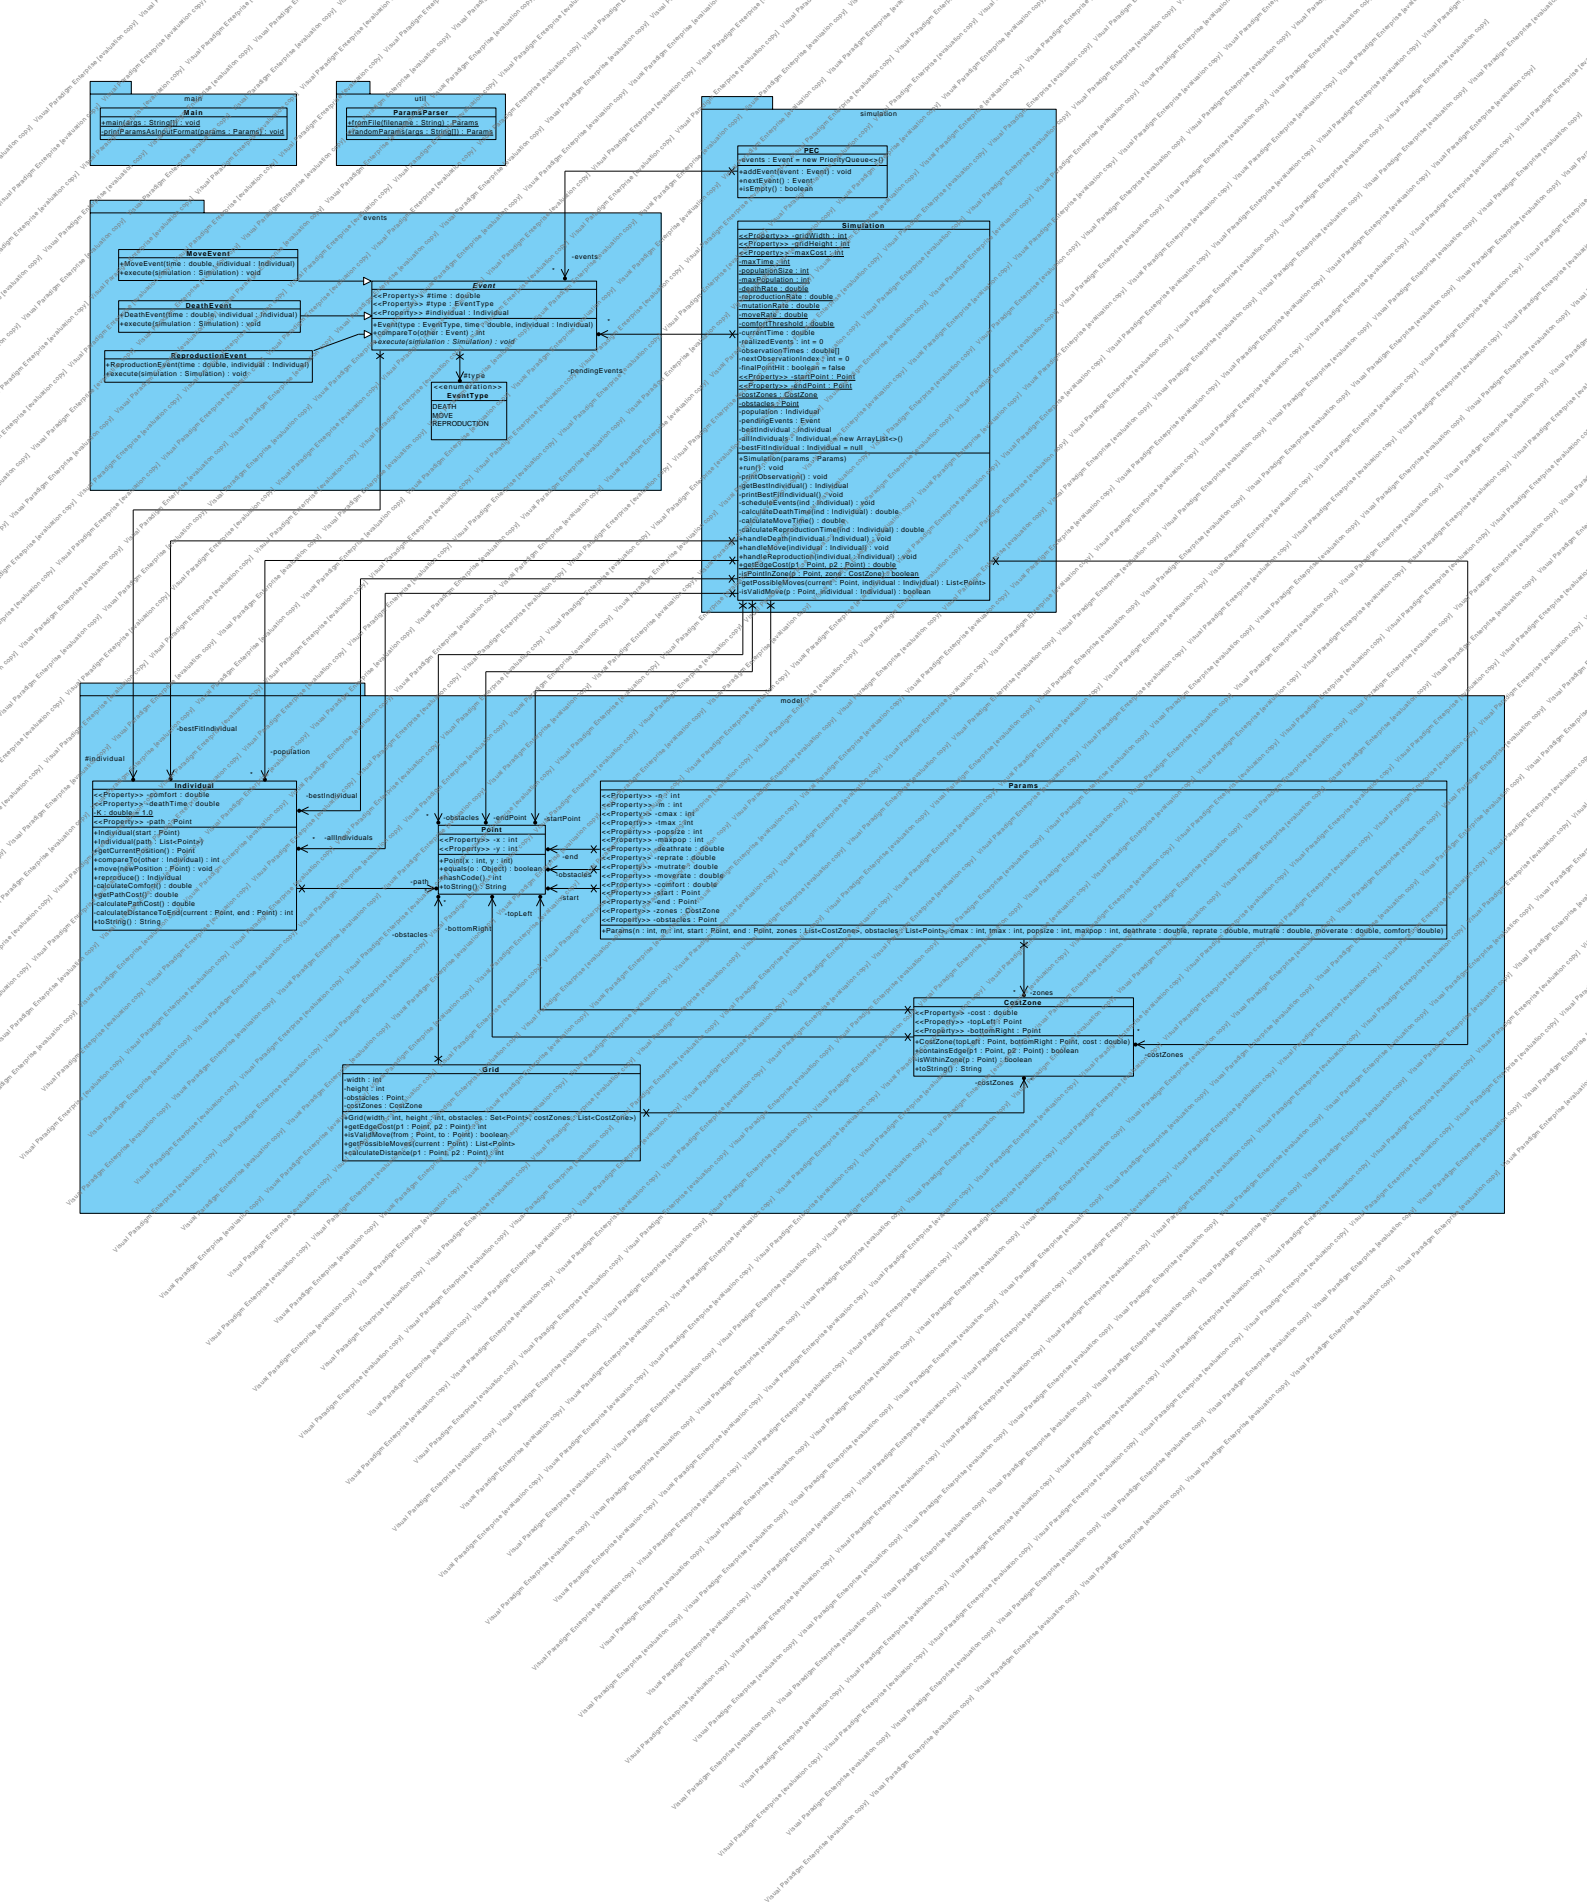 main
Main
+main(args : String[]) : void
-printParamsAsInputFormat(params : Params) : void
util
ParamsParser
+fromFile(filename : String) : Params
+randomParams(args : String[]) : Params
simulation
PEC
-events : Event = new PriorityQueue<>()
+addEvent(event : Event) : void
+nextEvent() : Event
+isEmpty() : boolean
Simulation
<<Property>> -gridWidth : int
<<Property>> -gridHeight : int
<<Property>> -maxCost : int
-maxTime : int
-populationSize : int
-maxPopulation : int
-deathRate : double
-reproductionRate : double
-mutationRate : double
-moveRate : double
-comfortThreshold : double
-currentTime : double
-realizedEvents : int = 0
-observationTimes : double[]
-nextObservationIndex : int = 0
-finalPointHit : boolean = false
<<Property>> -startPoint : Point
<<Property>> -endPoint : Point
-costZones : CostZone
-obstacles : Point
-population : Individual
-pendingEvents : Event
-bestIndividual : Individual
-allIndividuals : Individual = new ArrayList<>()
-bestFitIndividual : Individual = null
+Simulation(params : Params)
+run() : void
-printObservation() : void
-getBestIndividual() : Individual
-printBestFitIndividual() : void
-scheduleEvents(ind : Individual) : void
-calculateDeathTime(ind : Individual) : double
-calculateMoveTime() : double
-calculateReproductionTime(ind : Individual) : double
+handleDeath(individual : Individual) : void
+handleMove(individual : Individual) : void
+handleReproduction(individual : Individual) : void
+getEdgeCost(p1 : Point, p2 : Point) : double
-isPointInZone(p : Point, zone : CostZone) : boolean
-getPossibleMoves(current : Point, individual : Individual) : List<Point>
-isValidMove(p : Point, individual : Individual) : boolean
events
MoveEvent
+MoveEvent(time : double, individual : Individual)
+execute(simulation : Simulation) : void
DeathEvent
+DeathEvent(time : double, individual : Individual)
+execute(simulation : Simulation) : void
ReproductionEvent
+ReproductionEvent(time : double, individual : Individual)
+execute(simulation : Simulation) : void
Event
<<Property>> #time : double
<<Property>> #type : EventType
<<Property>> #individual : Individual
+Event(type : EventType, time : double, individual : Individual)
+compareTo(other : Event) : int
+execute(simulation : Simulation) : void
-events
*
*
-pendingEvents
#type
<<enumeration>>
EventType
DEATH
MOVE
REPRODUCTION
model
-bestFitIndividual
-population
*
#individual
-bestIndividual
*
-allIndividuals
-path
*
Individual
<<Property>> -comfort : double
<<Property>> -deathTime : double
-K : double = 1.0
<<Property>> -path : Point
+Individual(start : Point)
+Individual(path : List<Point>)
+getCurrentPosition() : Point
+compareTo(other : Individual) : int
+move(newPosition : Point) : void
+reproduce() : Individual
-calculateComfort() : double
+getPathCost() : double
-calculatePathCost() : double
-calculateDistanceToEnd(current : Point, end : Point) : int
+toString() : String
*
-obstacles
-endPoint
-startPoint
Point
<<Property>> -x : int
<<Property>> -y : int
+Point(x : int, y : int)
+equals(o : Object) : boolean
+hashCode() : int
+toString() : String
-end
*
-obstacles
-start
-topLeft
-bottomRight
*
-obstacles
Params
<<Property>> -n : int
<<Property>> -m : int
<<Property>> -cmax : int
<<Property>> -tmax : int
<<Property>> -popsize : int
<<Property>> -maxpop : int
<<Property>> -deathrate : double
<<Property>> -reprate : double
<<Property>> -mutrate : double
<<Property>> -moverate : double
<<Property>> -comfort : double
<<Property>> -start : Point
<<Property>> -end : Point
<<Property>> -zones : CostZone
<<Property>> -obstacles : Point
+Params(n : int, m : int, start : Point, end : Point, zones : List<CostZone>, obstacles : List<Point>, cmax : int, tmax : int, popsize : int, maxpop : int, deathrate : double, reprate : double, mutrate : double, moverate : double, comfort : double)
*
-zones
CostZone
<<Property>> -cost : double
<<Property>> -topLeft : Point
<<Property>> -bottomRight : Point
+CostZone(topLeft : Point, bottomRight : Point, cost : double)
+containsEdge(p1 : Point, p2 : Point) : boolean
-isWithinZone(p : Point) : boolean
+toString() : String
*
-costZones
-costZones
*
Grid
-width : int
-height : int
-obstacles : Point
-costZones : CostZone
+Grid(width : int, height : int, obstacles : Set<Point>, costZones : List<CostZone>)
+getEdgeCost(p1 : Point, p2 : Point) : int
+isValidMove(from : Point, to : Point) : boolean
+getPossibleMoves(current : Point) : List<Point>
+calculateDistance(p1 : Point, p2 : Point) : int
Visual Paradigm Enterprise [evaluation copy]